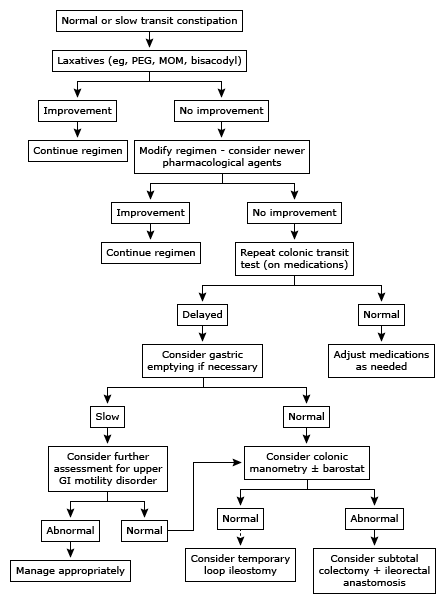 Normal or slow transit constipation
Laxatives (eg, PEG, MOM, bisacodyl)
Improvement
No improvement
Continue regimen
Modify regimen - consider newer
pharmacological agents
Improvement
No improvement
Continue regimen
Repeat colonic transit
test (on medications)
Delayed
Normal
Consider gastric
emptying if necessary
Adjust medications
as needed
Slow
Normal
Consider further
assessment for upper
GI motility disorder
Consider colonic
manometry ± barostat
Abnormal
Normal
Normal
Abnormal
Manage appropriately
Consider temporary
loop ileostomy
Consider subtotal
colectomy + ileorectal
anastomosis